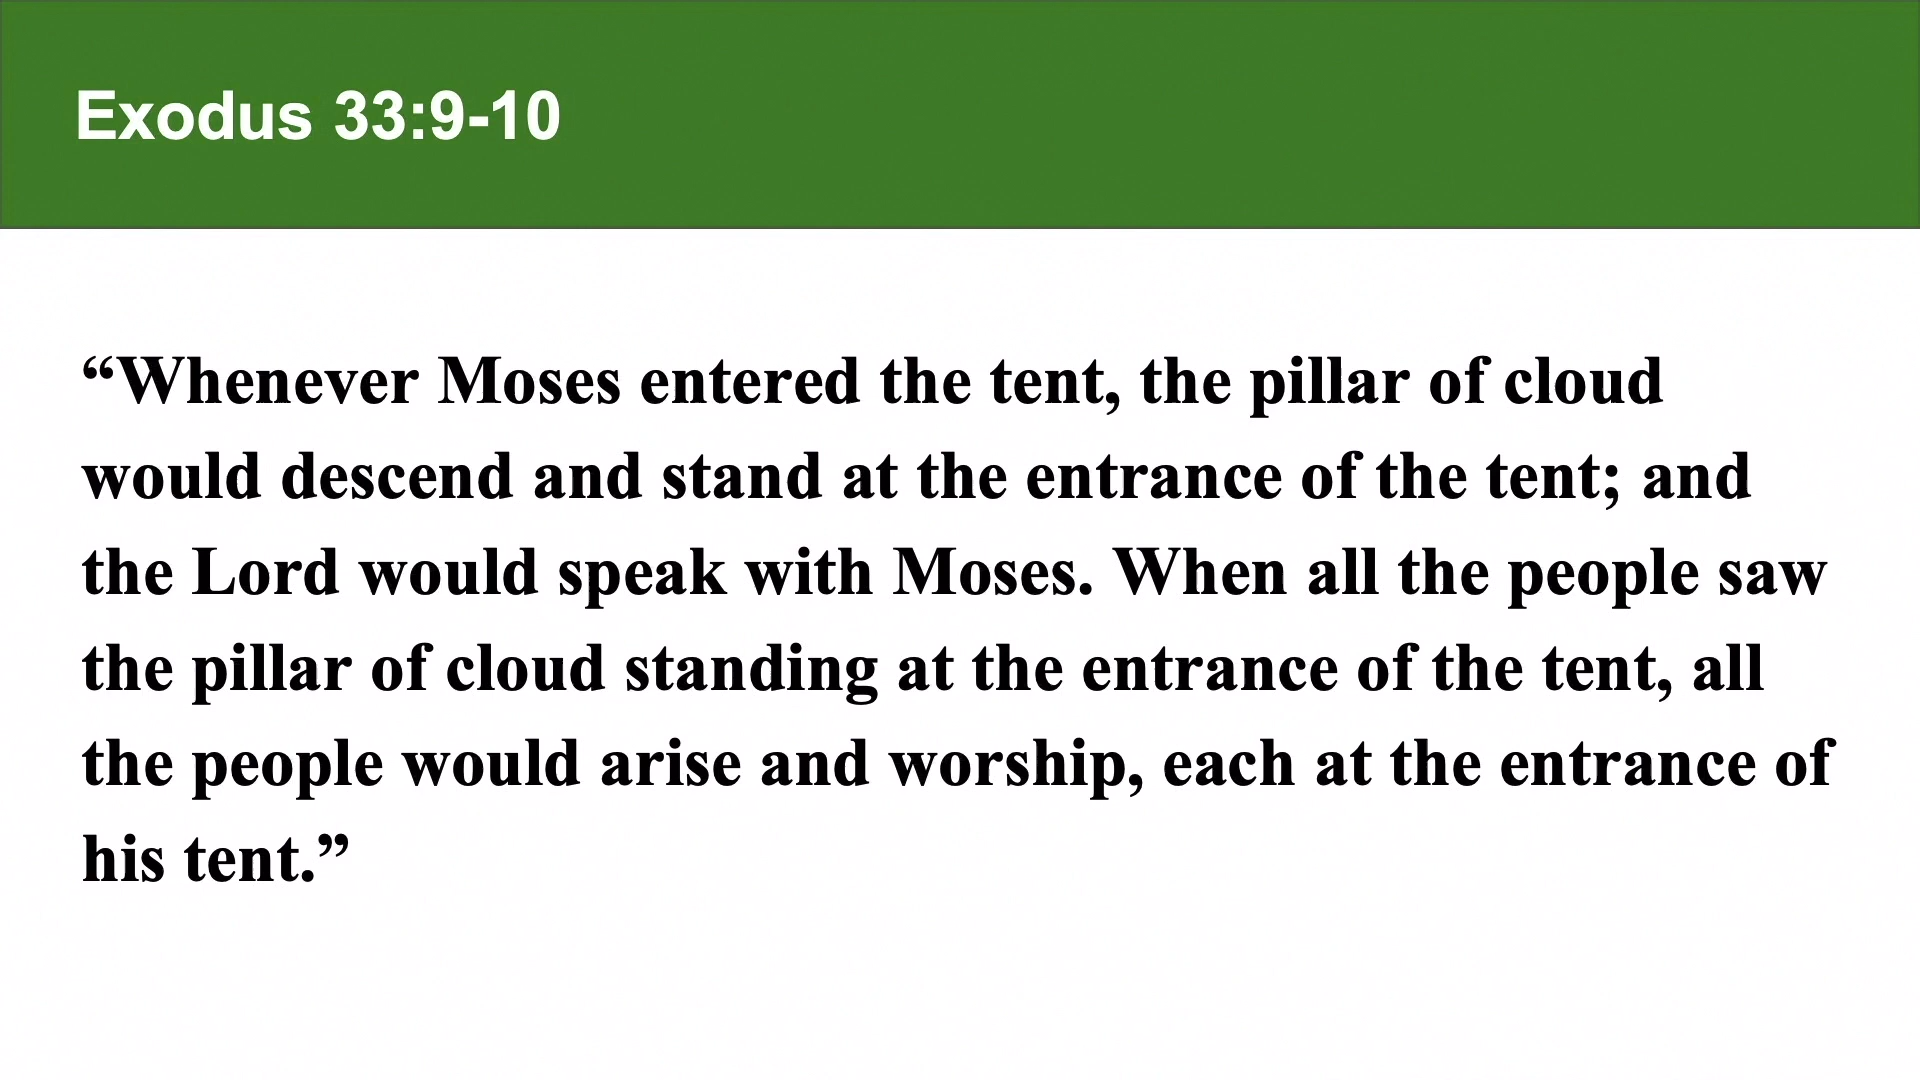 Exodus 33:9-10
“Whenever Moses entered the tent, the pillar of cloud
would descend and stand at the entrance of the tent; and
the Lord would speak with Moses. When all the people saw
the pillar of cloud standing at the entrance of the tent, all
the people would arise and worship, each at the entrance of
his tent.”